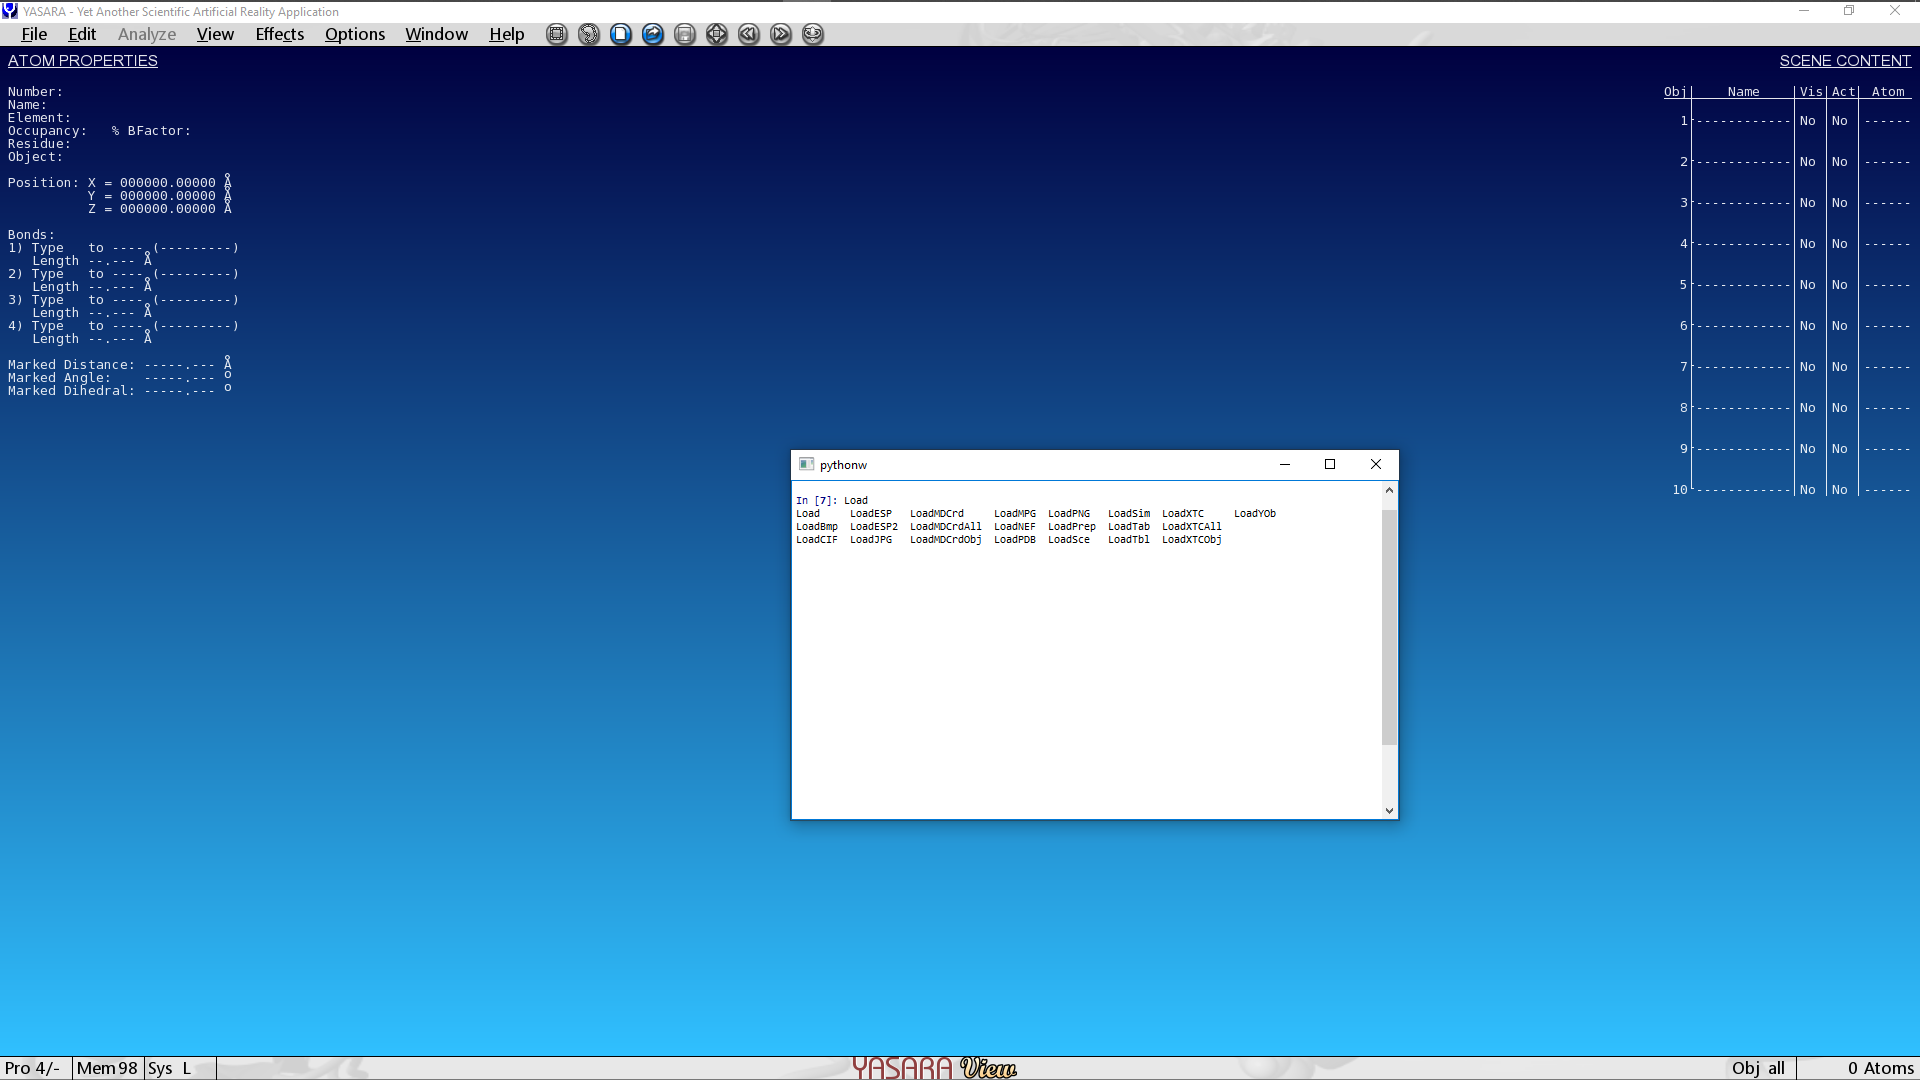 YASARA - Yet Another Scientific Artificial Reality Application
File Edit Analyze View Effects Options Window Help
ATOM PROPERTIES
Number:
Name:
Element:
Occupancy:   % BFactor:
Residue:
Object:
Position: X = 000000.00000 Å
Y = 000000.00000 Å
Z = 000000.00000 Å
Bonds:
1) Type   to ----.(---------)
Length --.--- Å
2) Type   to ----.(---------)
Length --.--- Å
3) Type   to ----.(---------)
Length --.--- Å
4) Type   to ----.(---------)
Length --.--- Å
Marked Distance: -----.--- Å
Marked Angle:    -----.--- o
Marked Dihedral: -----.--- o
SCENE CONTENT
Obj| Name |Vis|Act| Atom
1 ------------ No No ------
2 ------------ No No ------
3 ------------ No No ------
4 ------------ No No ------
5 ------------ No No ------
6 ------------ No No ------
7 ------------ No No ------
8 ------------ No No ------
9 ------------ No No ------
10 ------------ No No ------
pythonw
In [7]: Load
Load LoadESP LoadMDCrd LoadMPG LoadPNG LoadSim LoadXTC LoadYOb
LoadBmp LoadESP2 LoadMDCrdAll LoadNEF LoadPrep LoadTab LoadXTCAll
LoadCIF LoadJPG LoadMDCrdObj LoadPDB LoadSce LoadTbl LoadXTCObj
Pro 4/- Mem 98 Sys L YASARA View Obj all 0 Atoms